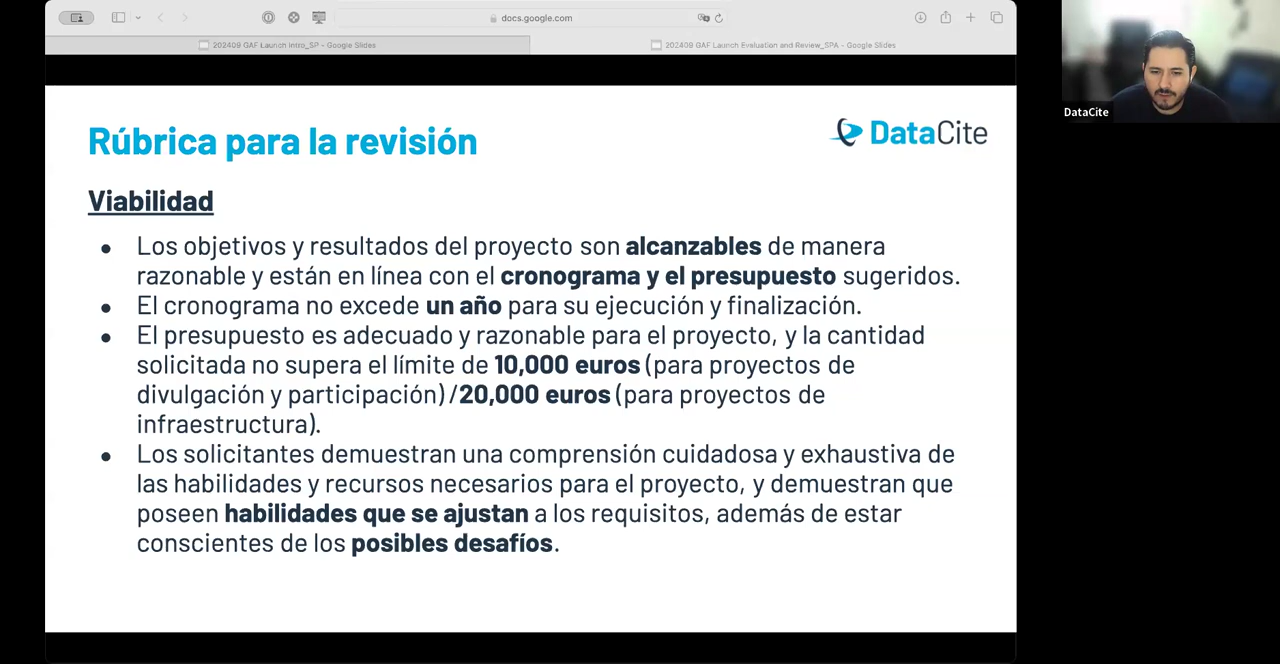 docs.google.com
202409 GAF Launch Intro_SP - Google Slides
202409 GAF Launch Evaluation and Review_SPA - Google Slides
DataCite
Rúbrica para la revisión
DataCite
Viabilidad
Los objetivos y resultados del proyecto son alcanzables de manera
razonable y están en línea con el cronograma y el presupuesto sugeridos.
El cronograma no excede un año para su ejecución y finalización.
El presupuesto es adecuado y razonable para el proyecto, y la cantidad
solicitada no supera el límite de 10,000 euros (para proyectos de
divulgación y participación) /20,000 euros (para proyectos de
infraestructura).
Los solicitantes demuestran una comprensión cuidadosa y exhaustiva de
las habilidades y recursos necesarios para el proyecto, y demuestran que
poseen habilidades que se ajustan a los requisitos, además de estar
conscientes de los posibles desafíos.